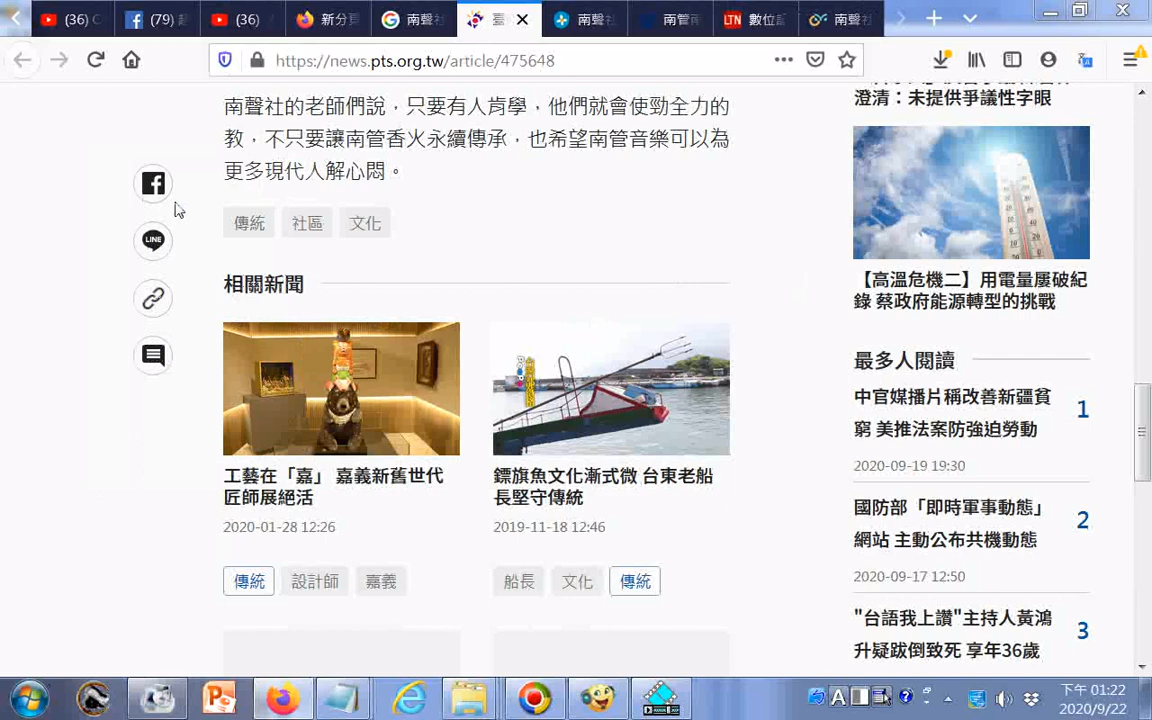 (36)
(79)
(36)
新分頁
南聲社
臺
南聲社
南管南
LTN 數位訂
南聲社
https://news.pts.org.tw/article/475648
南聲社的老師們說，只要有人肯學，他們就會使勁全力的
教，不只要讓南管香火永續傳承，也希望南管音樂可以為
更多現代人解心悶。
LINE
傳統 社區 文化
相關新聞
工藝在「嘉」 嘉義新舊世代
匠師展絕活
2020-01-28 12:26
傳統 設計師 嘉義
鏢旗魚文化漸式微 台東老船
長堅守傳統
2019-11-18 12:46
船長 文化 傳統
澄清：未提供爭議性字眼
【高溫危機二】用電量屢破紀
錄 蔡政府能源轉型的挑戰
最多人閱讀
中官媒播片稱改善新疆貧
窮 美推法案防強迫勞動
1
2020-09-19 19:30
國防部「即時軍事動態」
網站 主動公布共機動態
2
2020-09-17 12:50
"台語我上讚"主持人黃鴻
升疑跋倒致死 享年36歲
3
下午 01:22
2020/9/22